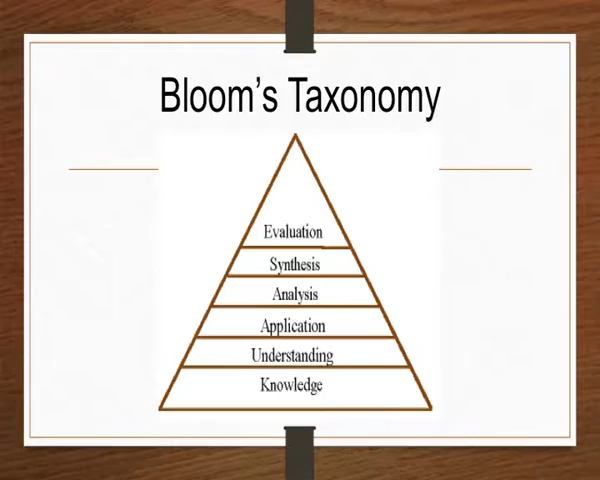 Bloom’s Taxonomy
Evaluation
Synthesis
Analysis
Application
Understanding
Knowledge